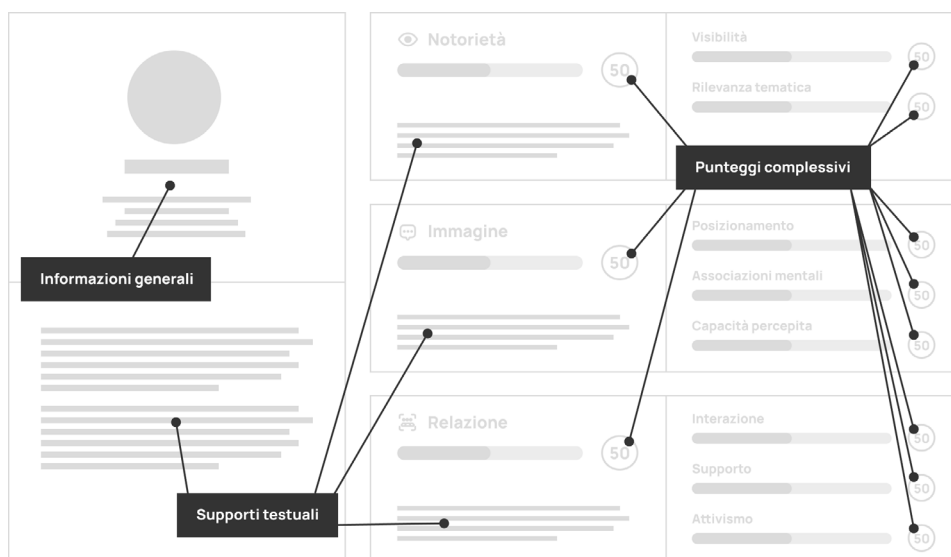 Informazioni generali
Supporti testuali
Notorietà
50
Visibilità
50
Rilevanza tematica
50
Punteggi complessivi
Immagine
50
Posizionamento
50
Associazioni mentali
50
Capacità percepita
50
Relazione
50
Interazione
50
Supporto
50
Attivismo
50